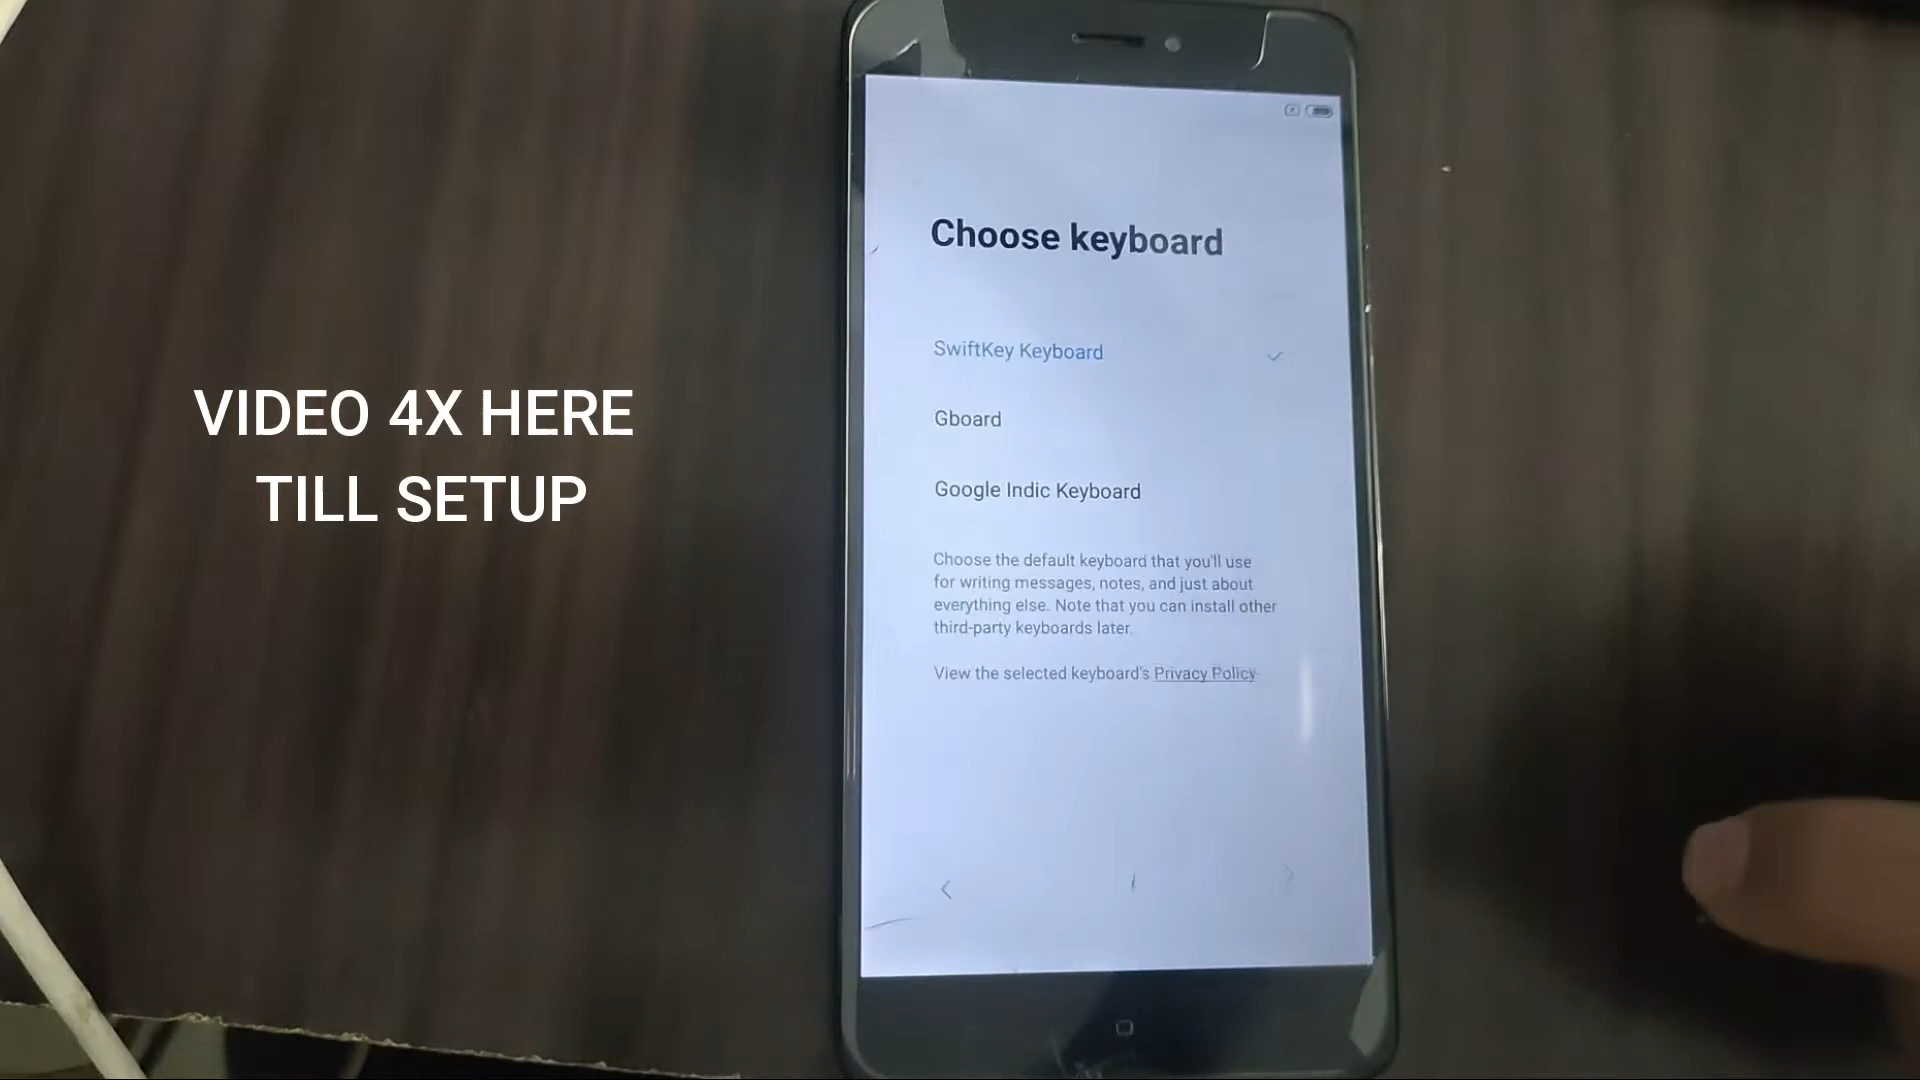 VIDEO 4X HERE
TILL SETUP
Choose keyboard
SwiftKey Keyboard
Gboard
Google Indic Keyboard
Choose the default keyboard that you'll use
for writing messages, notes, and just about
everything else. Note that you can install other
third-party keyboards later.
View the selected keyboard's Privacy Policy